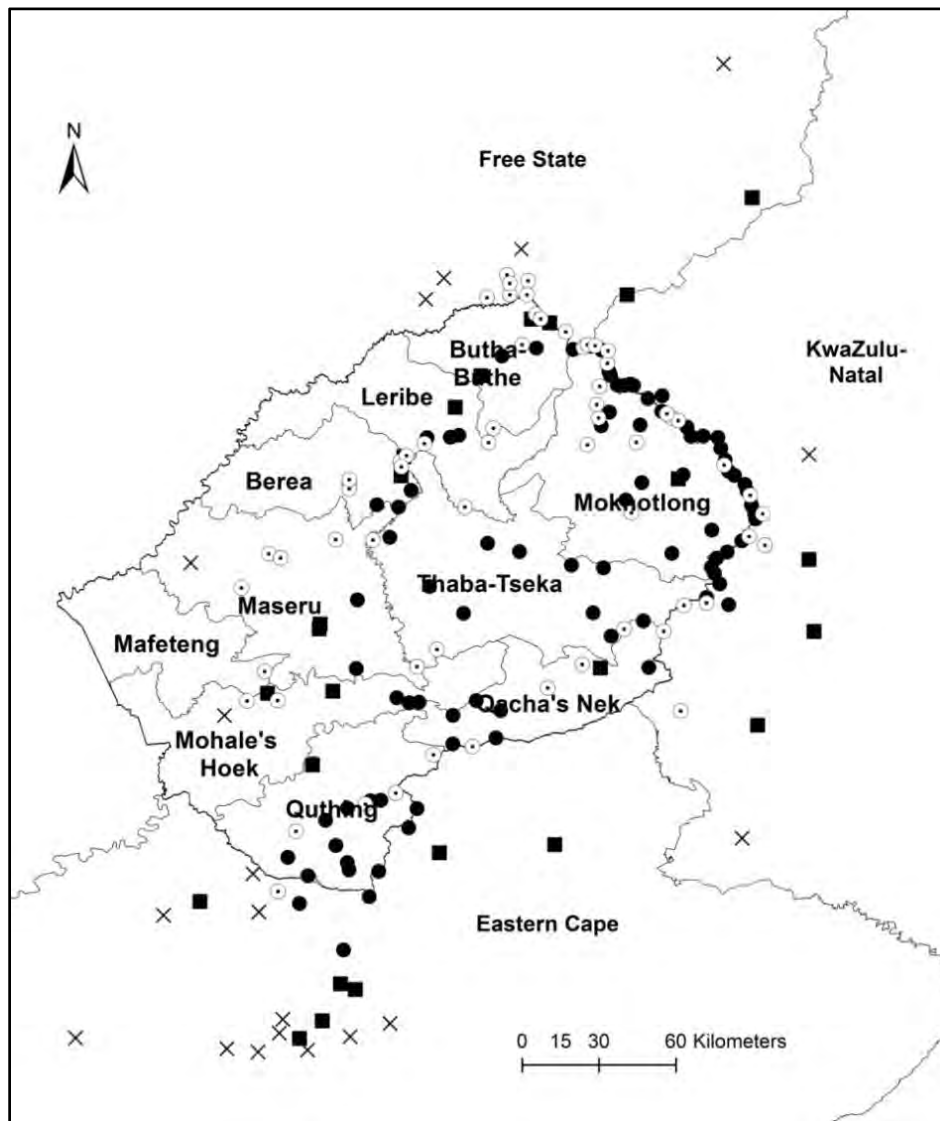 N
Free State
KwaZulu-
Natal
Butha-
Buthe
Leribe
Berea
Mokhotlong
Thaba-Tseka
Maseru
Mafeteng
Qacha's Nek
Mohale's
Hoek
Quthing
Eastern Cape
0 15 30 60 Kilometers